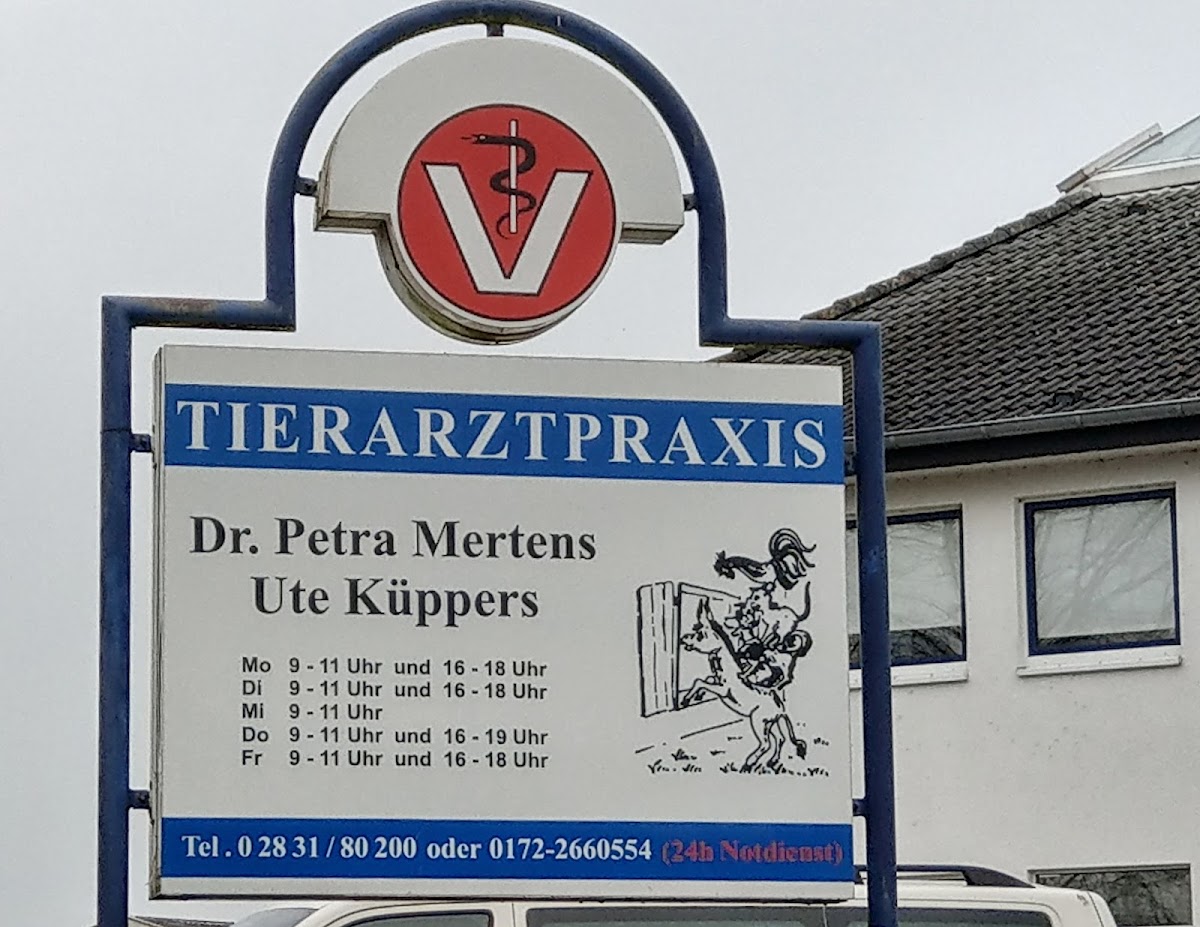 V
TIERARZTPRAXIS
Dr. Petra Mertens
Ute Küppers
Mo 9 - 11 Uhr und 16 - 18 Uhr
Di 9 - 11 Uhr und 16 - 18 Uhr
Mi 9 - 11 Uhr
Do 9 - 11 Uhr und 16 - 19 Uhr
Fr 9 - 11 Uhr und 16 - 18 Uhr
Tel. 0 28 31 / 80 200 oder 0172-2660554 (24h Notdienst)